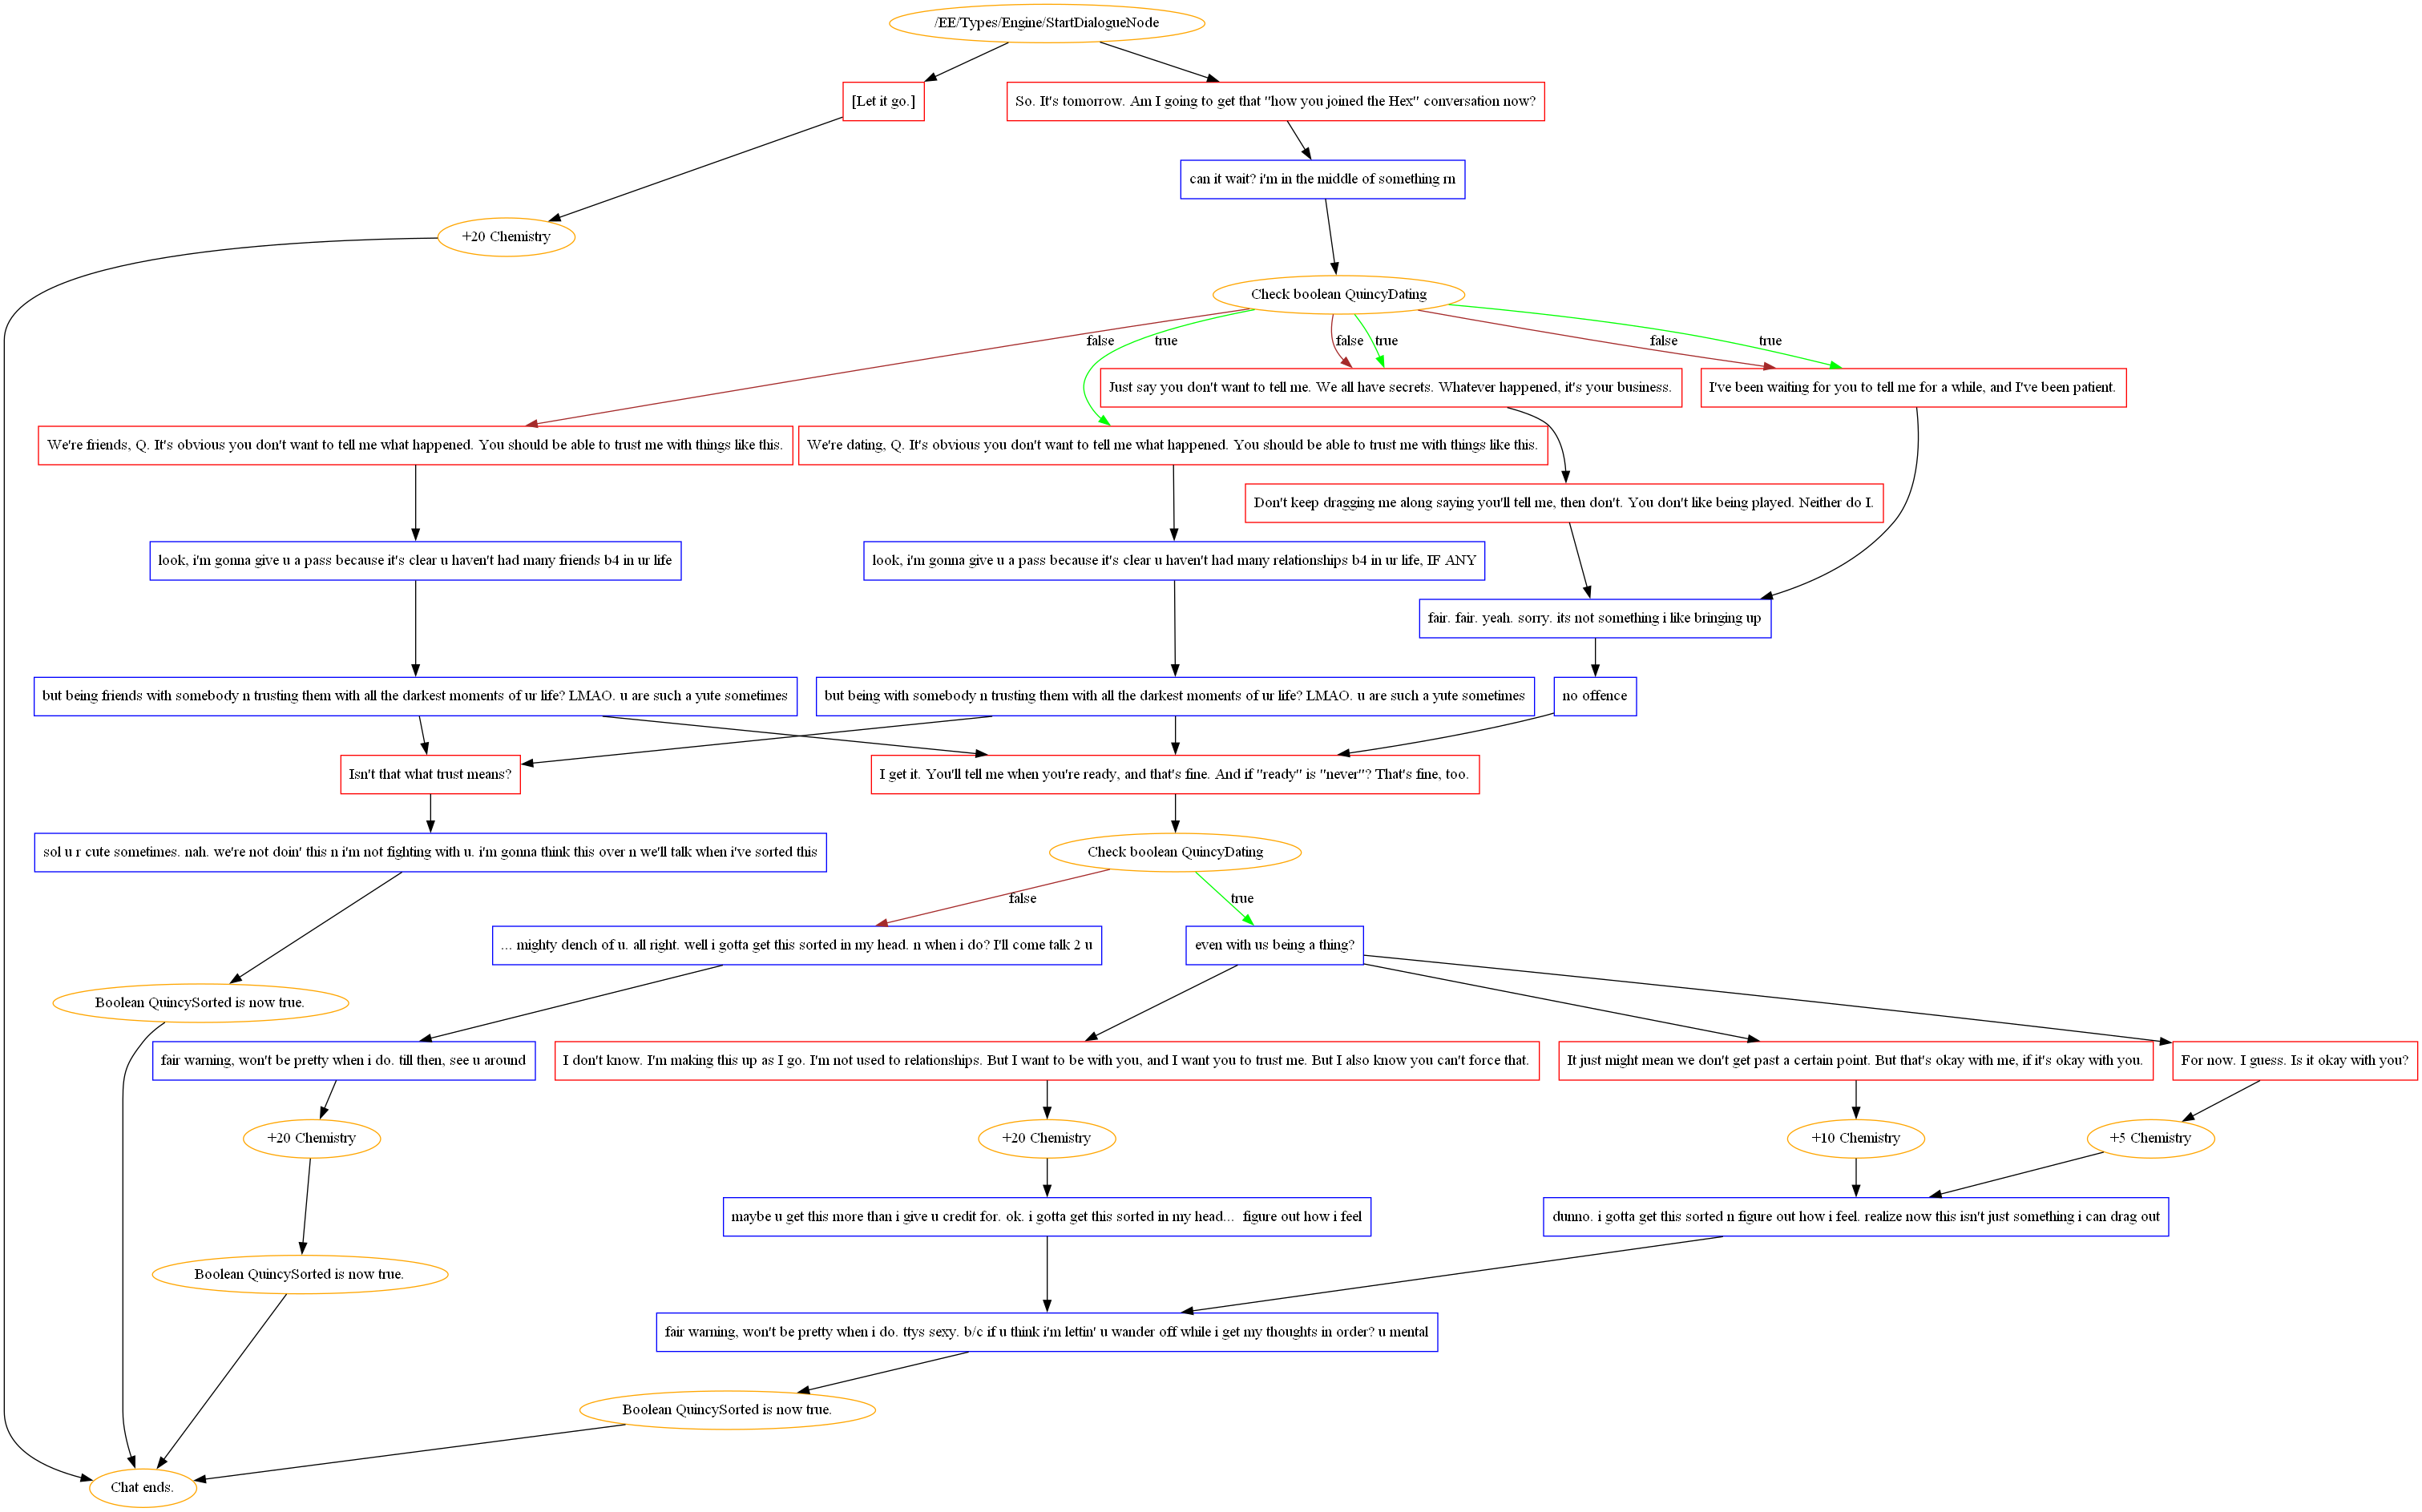 /EE/Types/Engine/StartDialogueNode
[Let it go.]
So. It's tomorrow. Am I going to get that "how you joined the Hex" conversation now?
can it wait? i'm in the middle of something rn
+20 Chemistry
Check boolean QuincyDating
false
true
false
true
false
true
Just say you don't want to tell me. We all have secrets. Whatever happened, it's your business.
I've been waiting for you to tell me for a while, and I've been patient.
We're friends, Q. It's obvious you don't want to tell me what happened. You should be able to trust me with things like this.
We're dating, Q. It's obvious you don't want to tell me what happened. You should be able to trust me with things like this.
Don't keep dragging me along saying you'll tell me, then don't. You don't like being played. Neither do I.
look, i'm gonna give u a pass because it's clear u haven't had many friends b4 in ur life
look, i'm gonna give u a pass because it's clear u haven't had many relationships b4 in ur life, IF ANY
fair. fair. yeah. sorry. its not something i like bringing up
but being friends with somebody n trusting them with all the darkest moments of ur life? LMAO. u are such a yute sometimes
but being with somebody n trusting them with all the darkest moments of ur life? LMAO. u are such a yute sometimes
no offence
Isn't that what trust means?
I get it. You'll tell me when you're ready, and that's fine. And if "ready" is "never"? That's fine, too.
sol u r cute sometimes. nah. we're not doin' this n i'm not fighting with u. i'm gonna think this over n we'll talk when i've sorted this
Check boolean QuincyDating
false
true
... mighty dench of u. all right. well i gotta get this sorted in my head. n when i do? I'll come talk 2 u
even with us being a thing?
Boolean QuincySorted is now true.
fair warning, won't be pretty when i do. till then, see u around
I don't know. I'm making this up as I go. I'm not used to relationships. But I want to be with you, and I want you to trust me. But I also know you can't force that.
It just might mean we don't get past a certain point. But that's okay with me, if it's okay with you.
For now. I guess. Is it okay with you?
+20 Chemistry
+20 Chemistry
+10 Chemistry
+5 Chemistry
maybe u get this more than i give u credit for. ok. i gotta get this sorted in my head...  figure out how i feel
dunno. i gotta get this sorted n figure out how i feel. realize now this isn't just something i can drag out
Boolean QuincySorted is now true.
fair warning, won't be pretty when i do. ttys sexy. b/c if u think i'm lettin' u wander off while i get my thoughts in order? u mental
Boolean QuincySorted is now true.
Chat ends.